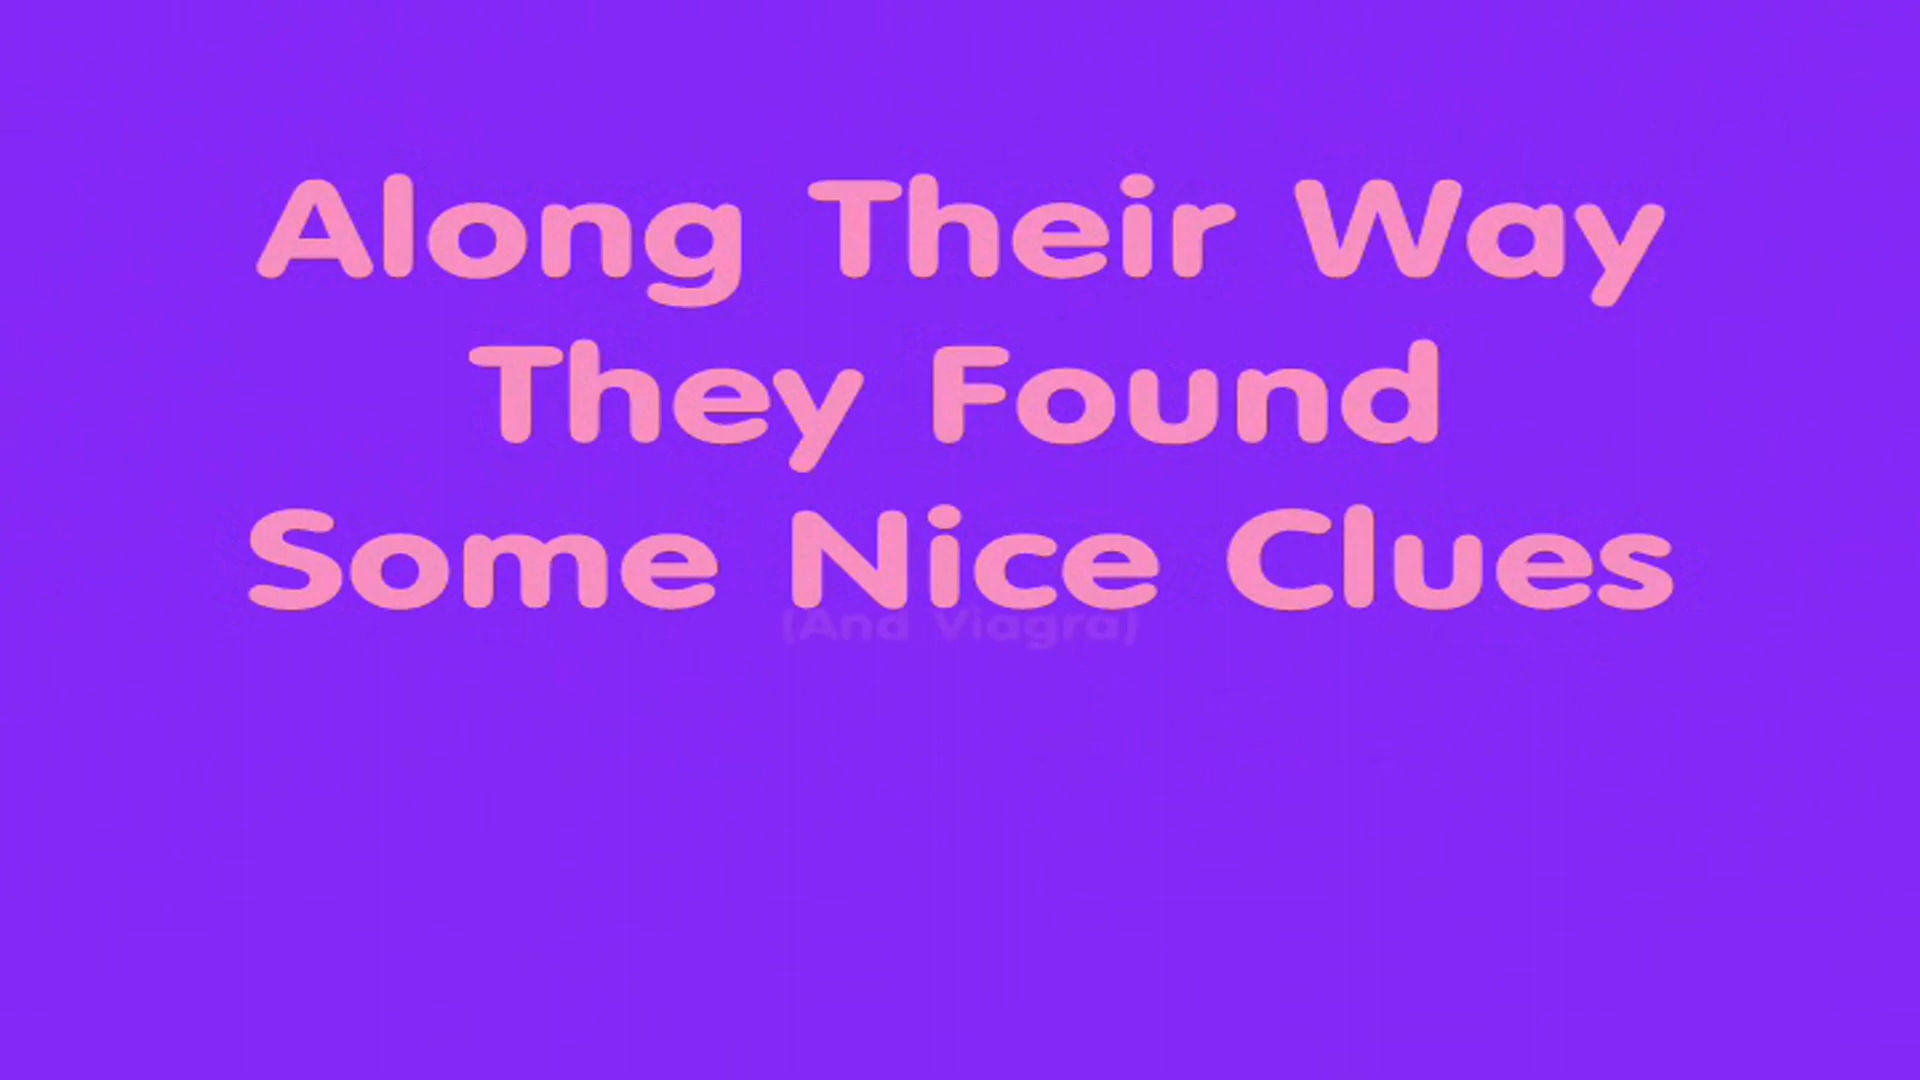 Along Their Way
They Found
Some Nice Clues
(And Viagra)